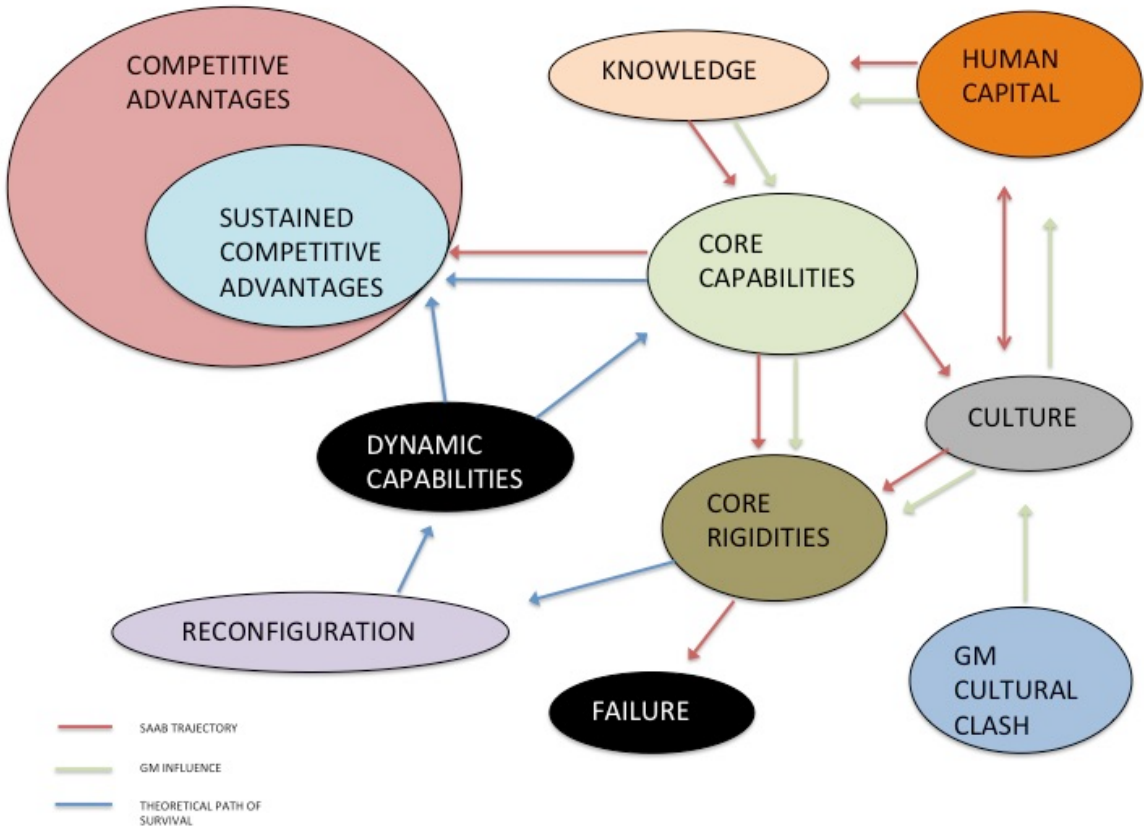 COMPETITIVE
ADVANTAGES
SUSTAINED
COMPETITIVE
ADVANTAGES
KNOWLEDGE
HUMAN
CAPITAL
CORE
CAPABILITIES
CULTURE
DYNAMIC
CAPABILITIES
CORE
RIGIDITIES
RECONFIGURATION
FAILURE
GM
CULTURAL
CLASH
SAAB TRAJECTORY
GM INFLUENCE
THEORETICAL PATH OF
SURVIVAL